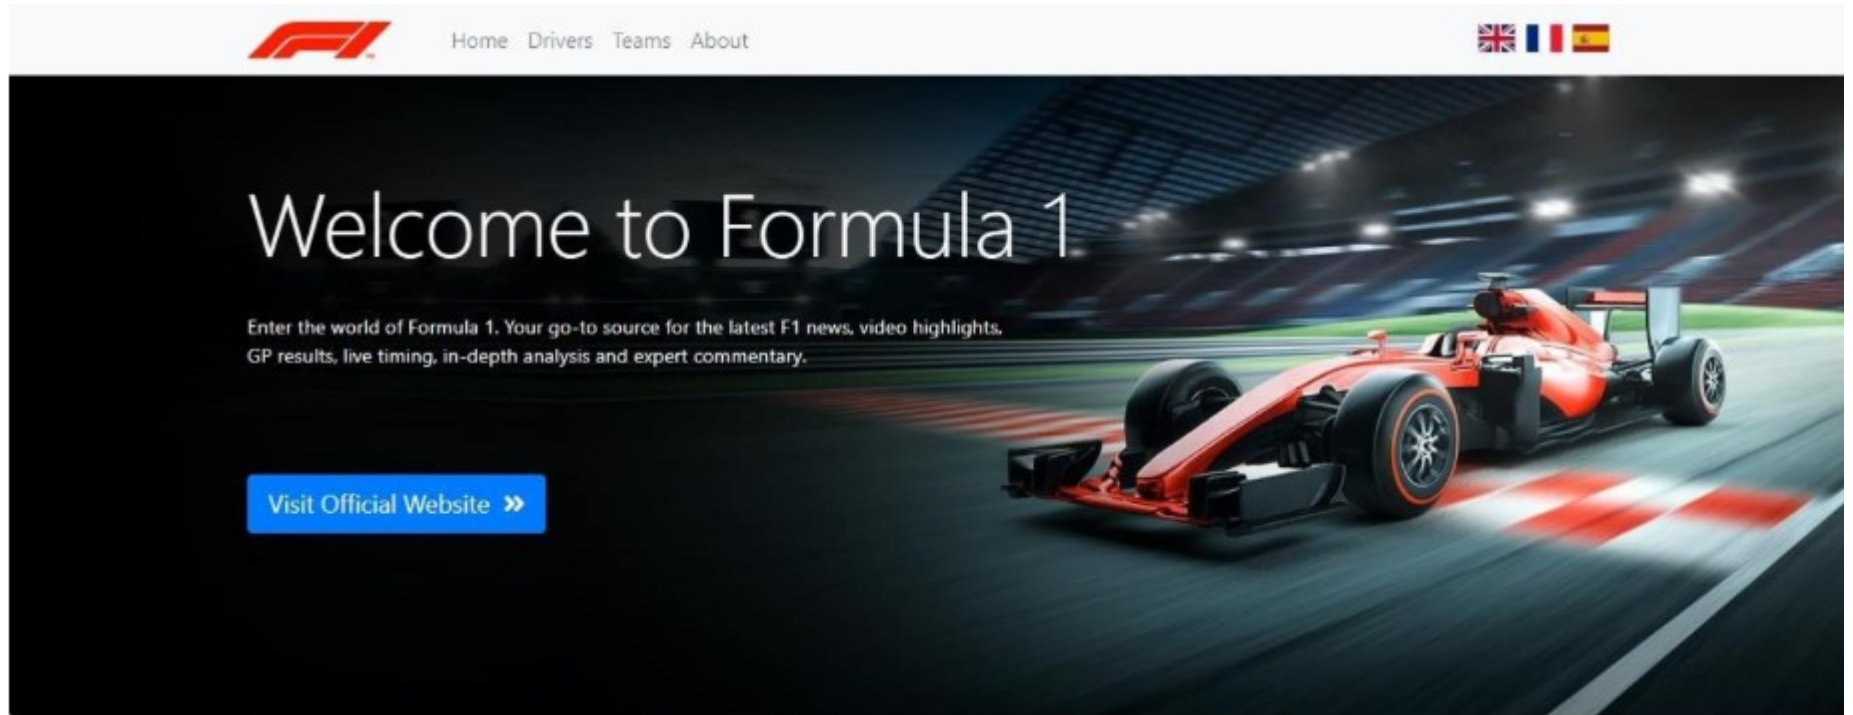 F1
Home Drivers Teams About
Welcome to Formula 1
Enter the world of Formula 1. Your go-to source for the latest F1 news, video highlights,
GP results, live timing, in-depth analysis and expert commentary.
Visit Official Website »